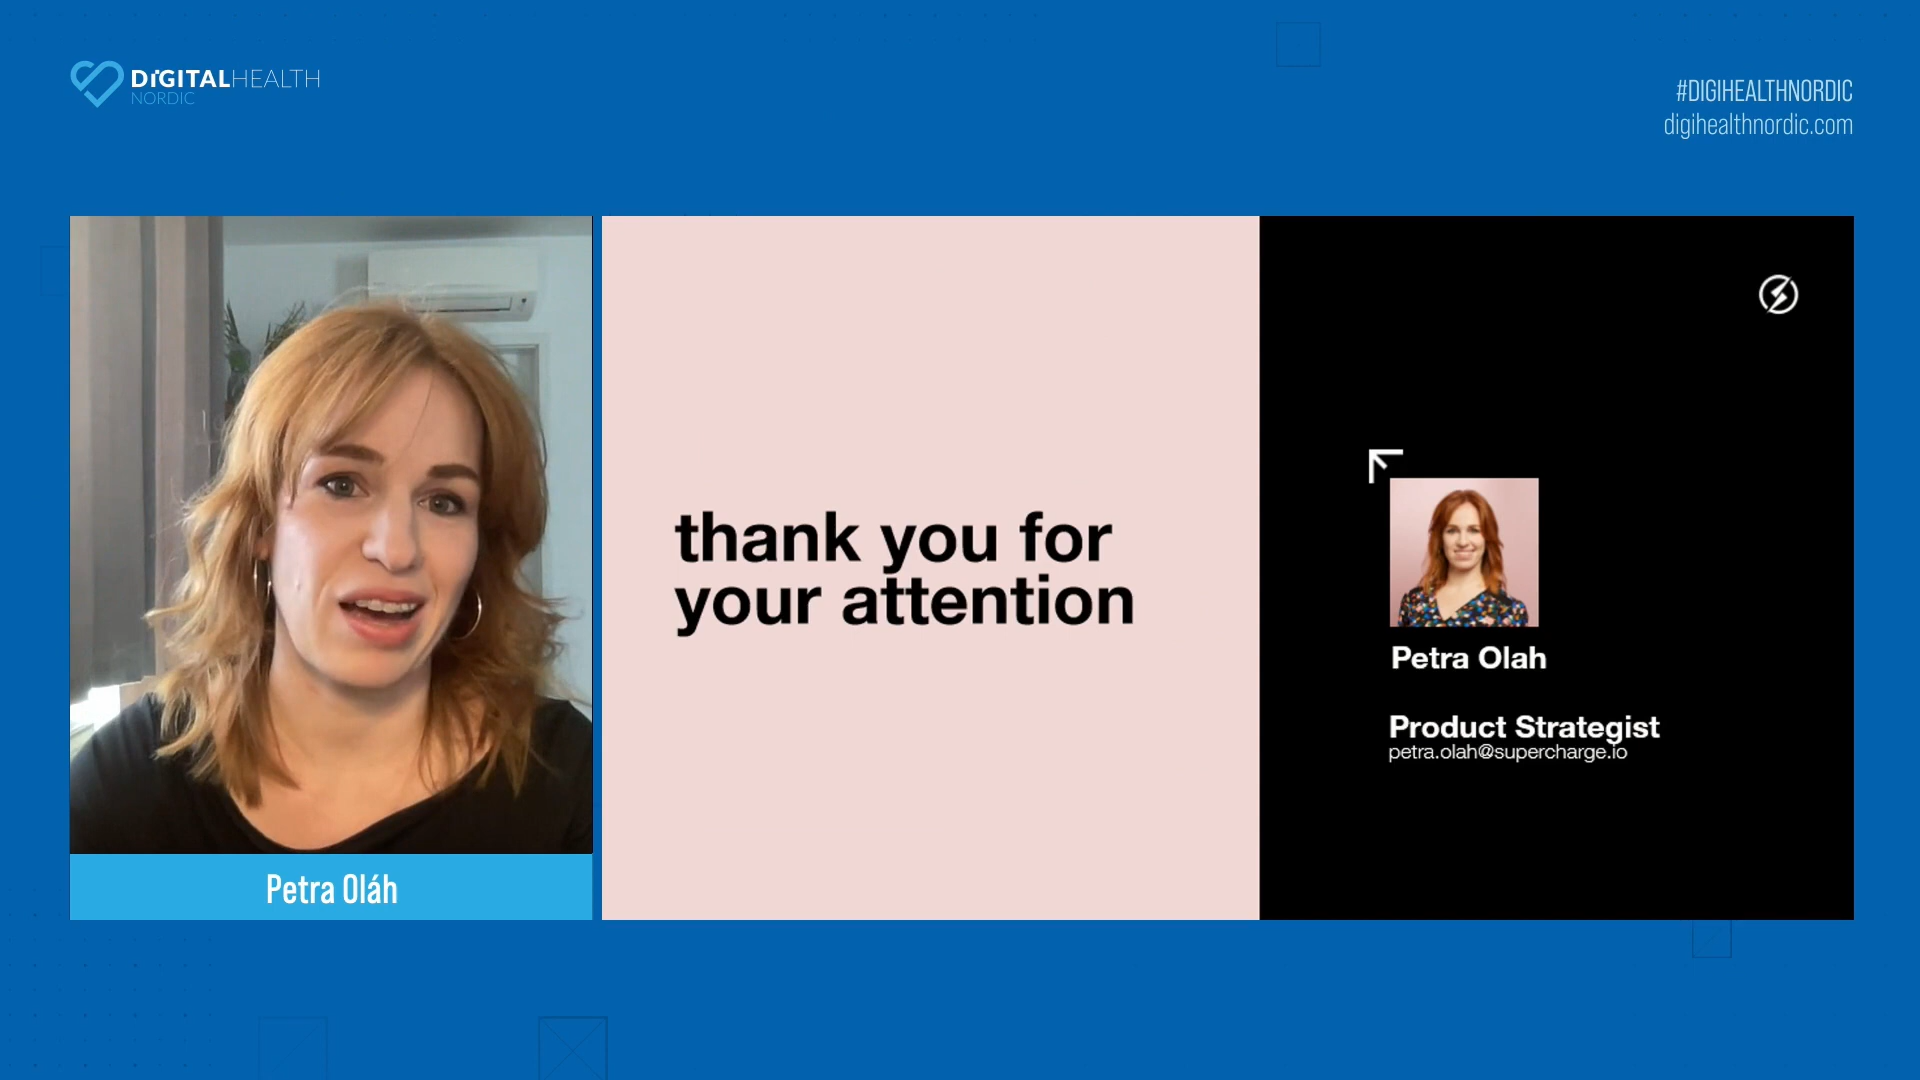 DIGITALHEALTH
NORDIC
#DIGIHEALTHNORDIC
digihealthnordic.com
thank you for
your attention
Petra Olah
Product Strategist
petra.olah@supercharge.io
Petra Oláh